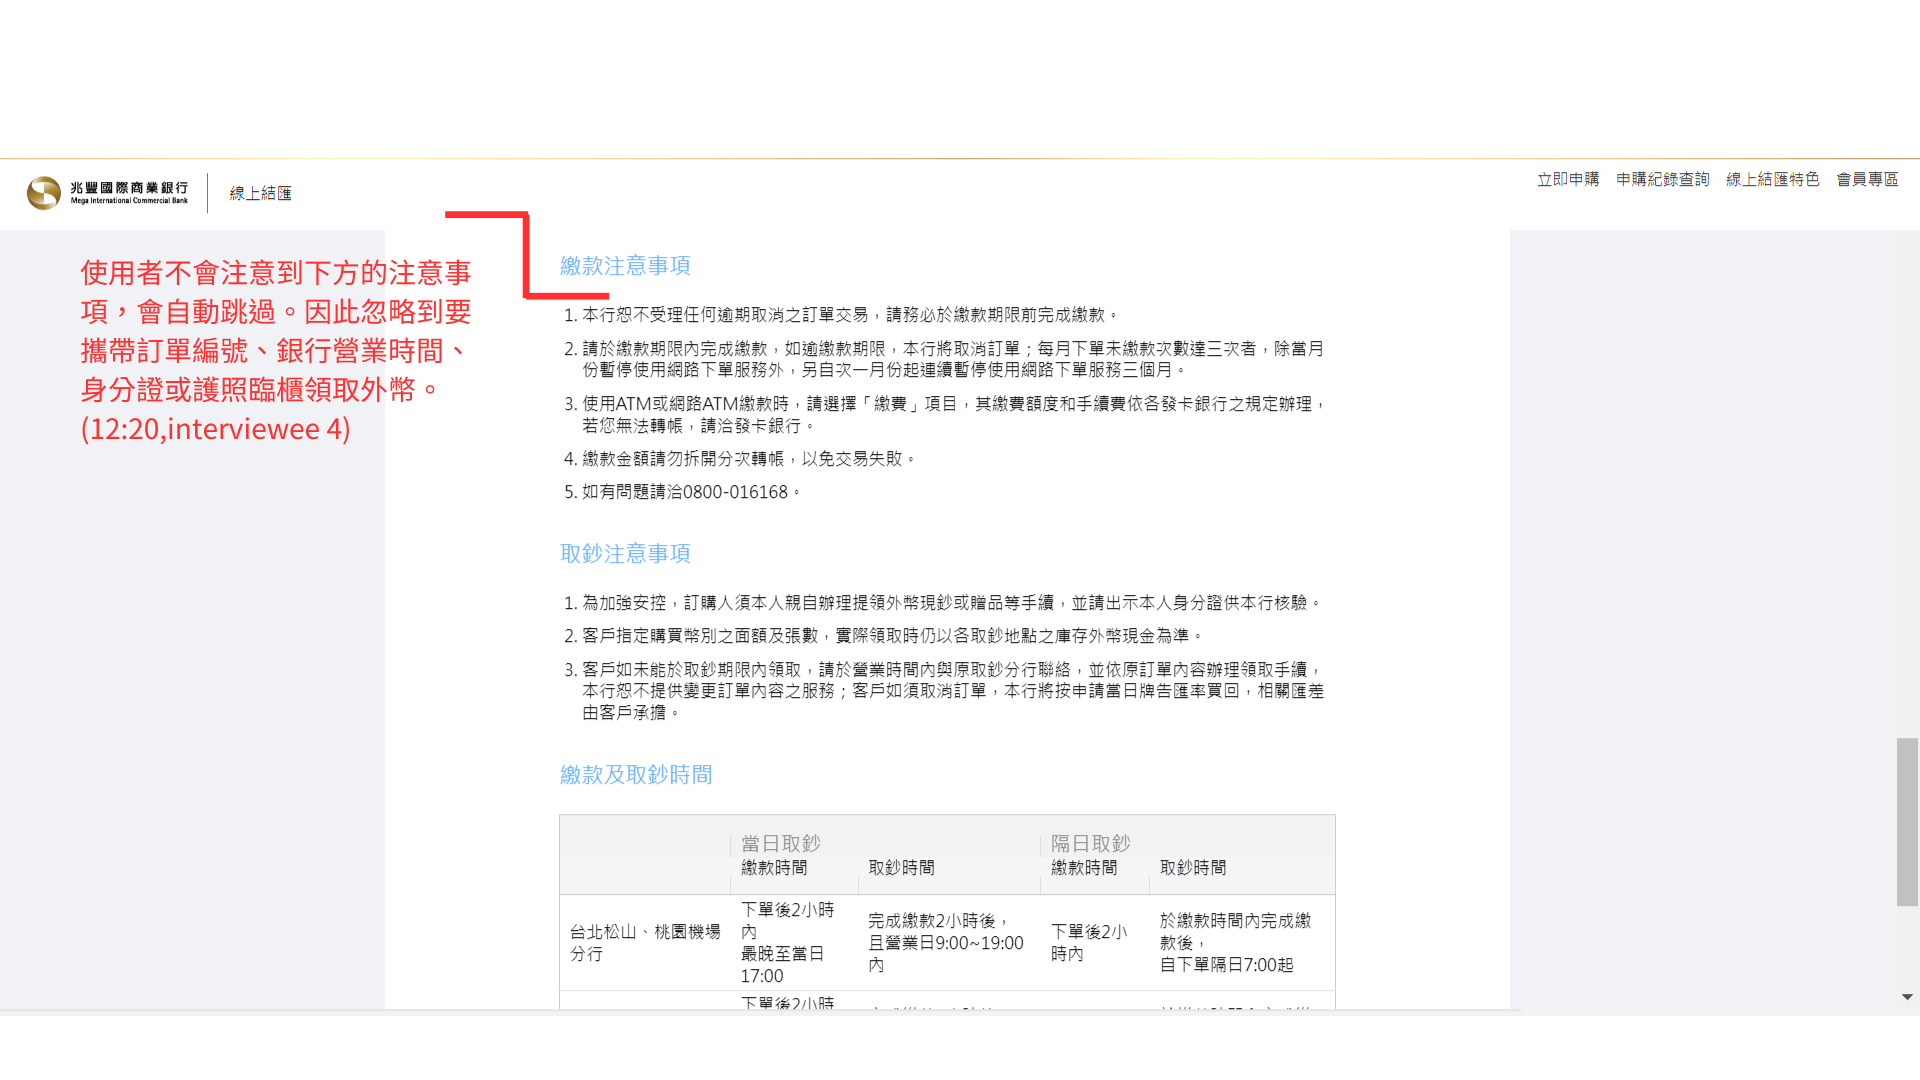 兆豐國際商業銀行
Mega International Commercial Bank
線上結匯
立即申購 申購紀錄查詢 線上結匯特色 會員專區
使用者不會注意到下方的注意事
項，會自動跳過。因此忽略到要
攜帶訂單編號、銀行營業時間、
身分證或護照臨櫃領取外幣。
(12:20,interviewee 4)
繳款注意事項
1. 本行恕不受理任何逾期取消之訂單交易，請務必於繳款期限前完成繳款。
2. 請於繳款期限內完成繳款，如逾繳款期限，本行將取消訂單；每月下單未繳款次數達三次者，除當月
份暫停使用網路下單服務外，另自次一月份起連續暫停使用網路下單服務三個月。
3. 使用ATM或網路ATM繳款時，請選擇「繳費」項目，其繳費額度和手續費依各發卡銀行之規定辦理，
若您無法轉帳，請洽發卡銀行。
4. 繳款金額請勿拆開分次轉帳，以免交易失敗。
5. 如有問題請洽0800-016168。
取鈔注意事項
1. 為加強安控，訂購人須本人親自辦理提領外幣現鈔或贈品等手續，並請出示本人身分證供本行核驗。
2. 客戶指定購買幣別之面額及張數，實際領取時仍以各取鈔地點之庫存外幣現金為準。
3. 客戶如未能於取鈔期限內領取，請於營業時間內與原取鈔分行聯絡，並依原訂單內容辦理領取手續，
本行恕不提供變更訂單內容之服務；客戶如須取消訂單，本行將按申請當日牌告匯率買回，相關匯差
由客戶承擔。
繳款及取鈔時間
當日取鈔 隔日取鈔
繳款時間 取鈔時間 繳款時間 取鈔時間
台北松山、桃園機場
分行
下單後2小時
內
最晚至當日
17:00
完成繳款2小時後，
且營業日9:00~19:00
內
下單後2小
時內
於繳款時間內完成繳
款後，
自下單隔日7:00起
下單後2小時